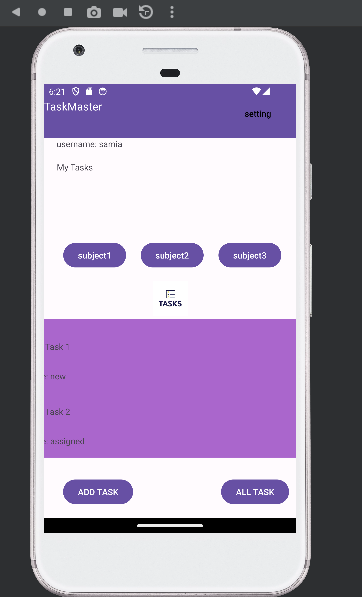 6:21
TaskMaster
setting
username: samia
My Tasks
subject1 subject2 subject3
TASKS
Task 1
new
Task 2
assigned
ADD TASK ALL TASK